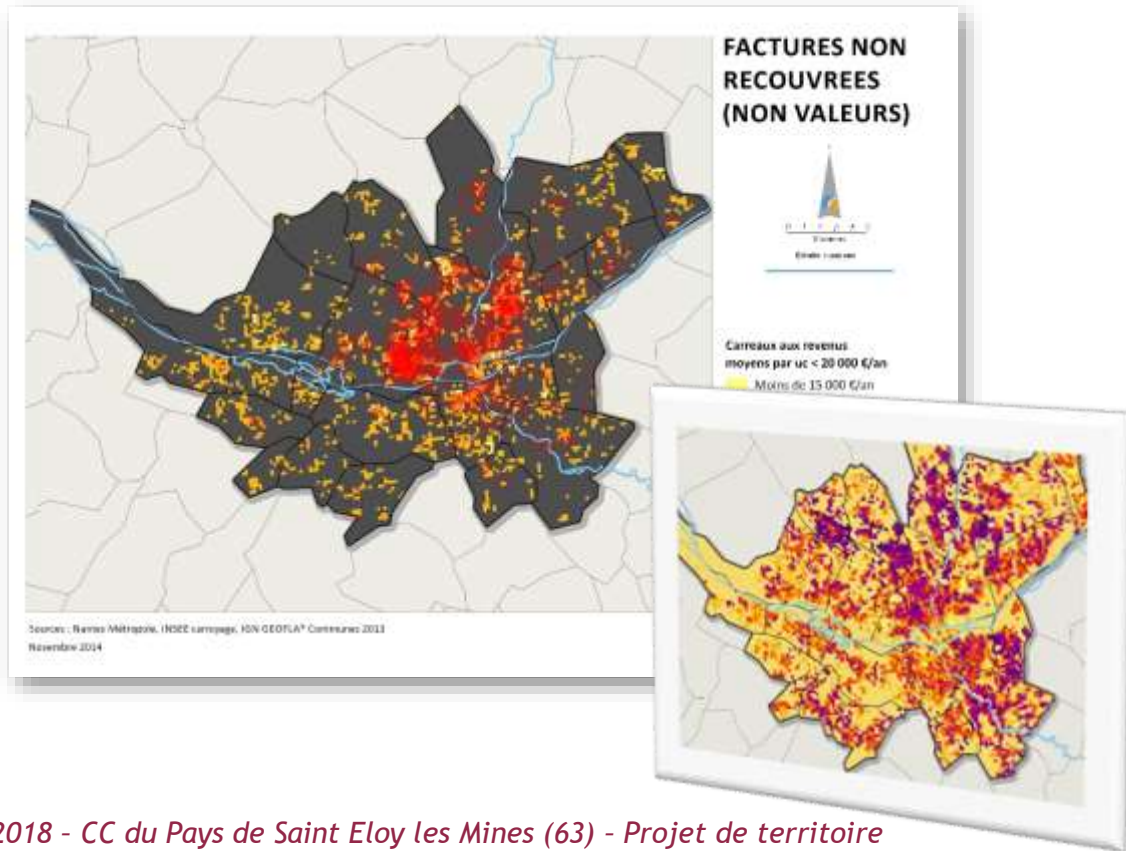 FACTURES NON
RECOUVREES
(NON VALEURS)
Carreaux aux revenus
moyens par uc < 20 000 €/an
Moins de 15 000 €/an
Sources : Nantes Métropole, INSEE carroyage, IGN GEOFLA® Communes 2013
Novembre 2014
2018 - CC du Pays de Saint Eloy les Mines (63) - Projet de territoire